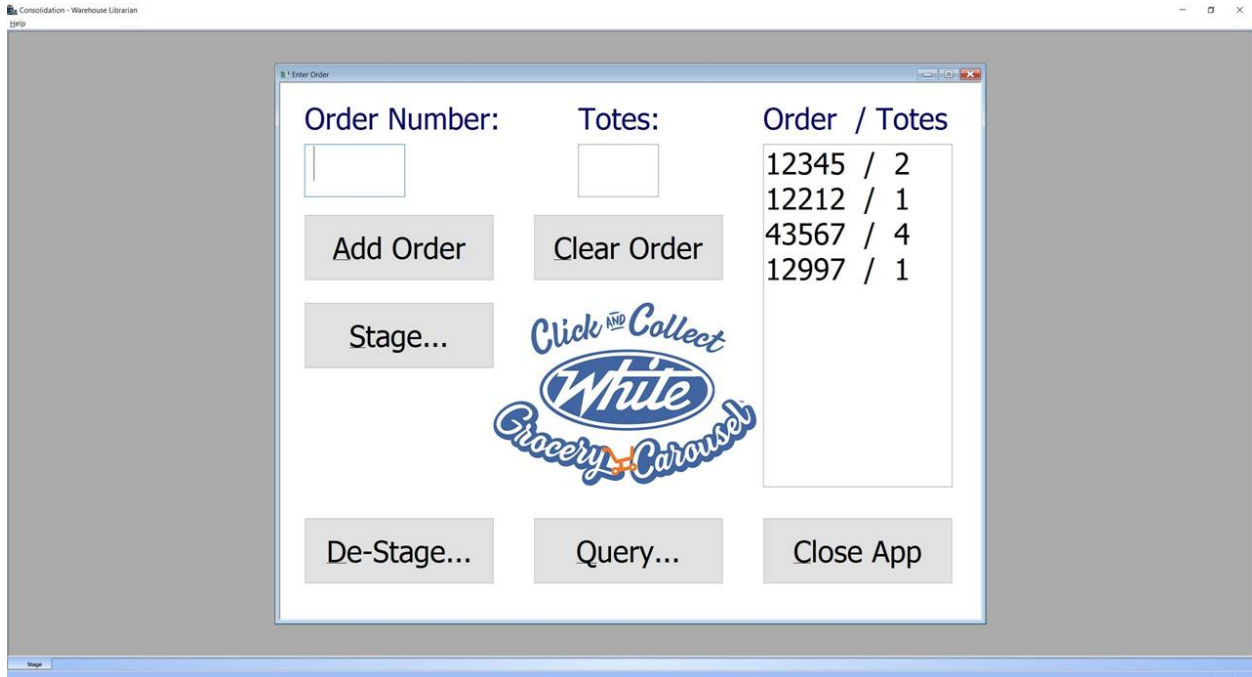 Consolidation - Warehouse Librarian
Help
Enter Order
Order Number:
Totes:
Order / Totes
12345 / 2
12212 / 1
43567 / 4
12997 / 1
Add Order
Clear Order
Stage...
Click AND Collect
White
Grocery Carousel
De-Stage...
Query...
Close App
Stage